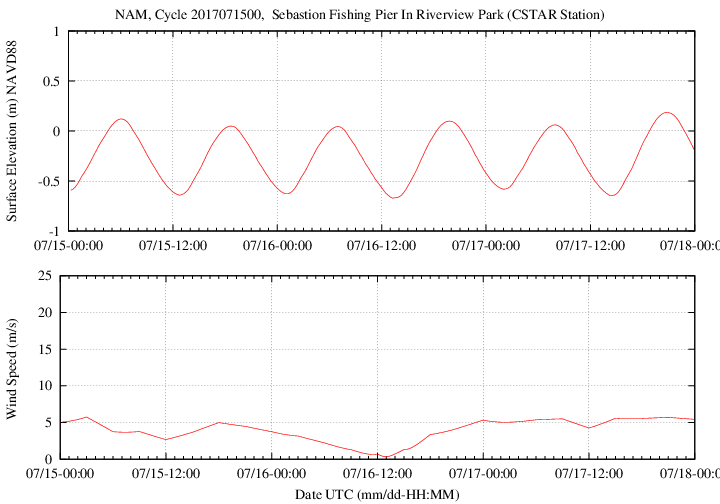 NAM, Cycle 2017071500,  Sebastion Fishing Pier In Riverview Park (CSTAR Station)
Surface Elevation (m) NAVD88
1
0.5
0
-0.5
-1
07/15-00:00 07/15-12:00 07/16-00:00 07/16-12:00 07/17-00:00 07/17-12:00 07/18-0
Wind Speed (m/s)
25
20
15
10
5
0
07/15-00:00 07/15-12:00 07/16-00:00 07/16-12:00 07/17-00:00 07/17-12:00 07/18-0
Date UTC (mm/dd-HH:MM)